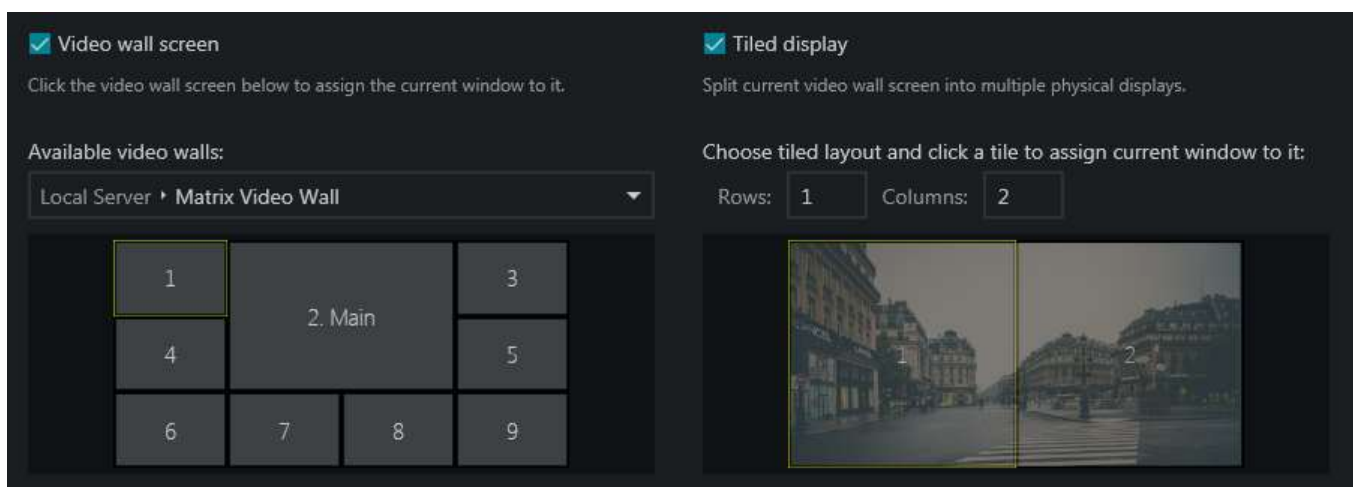 Video wall screen
Click the video wall screen below to assign the current window to it.
Available video walls:
Local Server ‣ Matrix Video Wall
1
2. Main
3
4
5
6
7
8
9
Tiled display
Split current video wall screen into multiple physical displays.
Choose tiled layout and click a tile to assign current window to it:
Rows: 1 Columns: 2
1
2